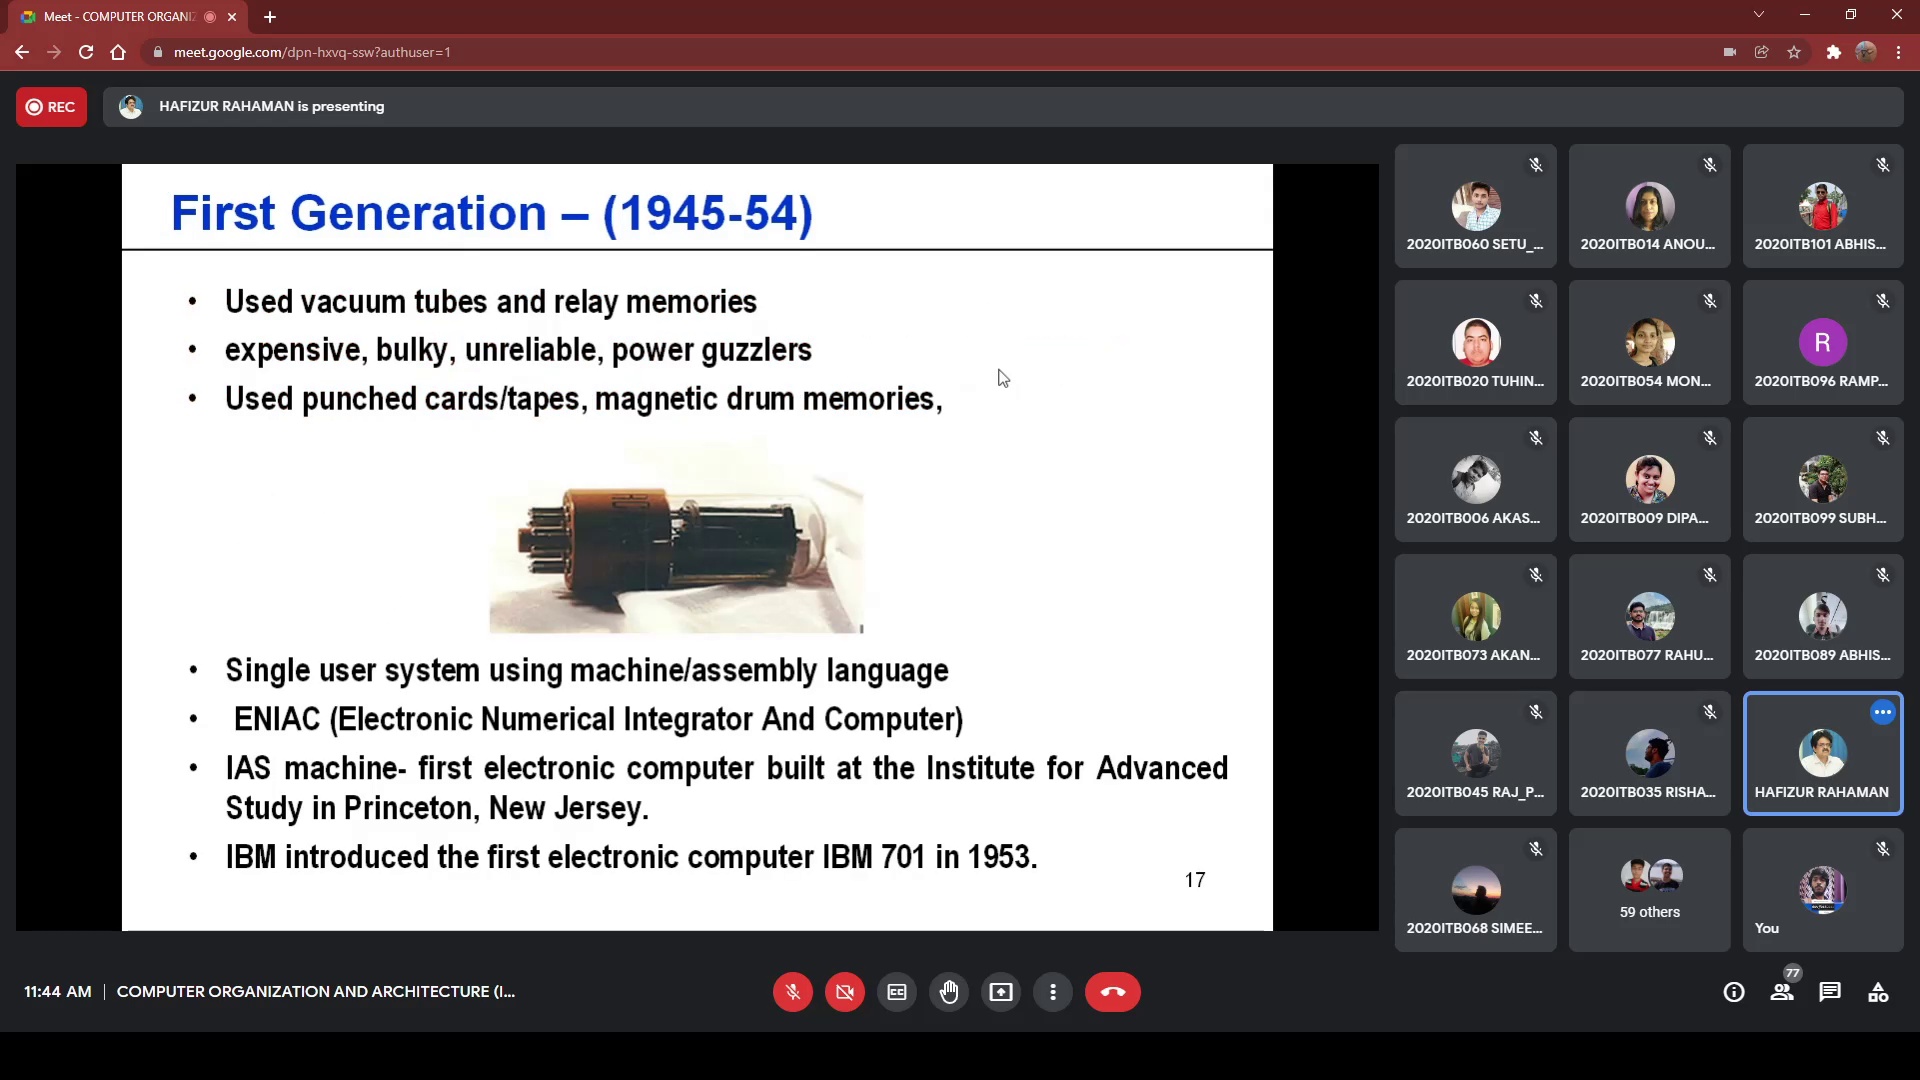 Meet - COMPUTER ORGANIZ
meet.google.com/dpn-hxvq-ssw?authuser=1
REC
HAFIZUR RAHAMAN is presenting
First Generation – (1945-54)
• Used vacuum tubes and relay memories
• expensive, bulky, unreliable, power guzzlers
• Used punched cards/tapes, magnetic drum memories,
• Single user system using machine/assembly language
• ENIAC (Electronic Numerical Integrator And Computer)
• IAS machine- first electronic computer built at the Institute for Advanced
Study in Princeton, New Jersey.
• IBM introduced the first electronic computer IBM 701 in 1953.
17
2020ITB060 SETU_...
2020ITB014 ANOU...
2020ITB101 ABHIS...
2020ITB020 TUHIN...
2020ITB054 MON...
R
2020ITB096 RAMP...
2020ITB006 AKAS...
2020ITB009 DIPA...
2020ITB099 SUBH...
2020ITB073 AKAN...
2020ITB077 RAHU...
2020ITB089 ABHIS...
2020ITB045 RAJ_P...
2020ITB035 RISHA...
HAFIZUR RAHAMAN
2020ITB068 SIMEE...
59 others
You
11:44 AM | COMPUTER ORGANIZATION AND ARCHITECTURE (I...
77